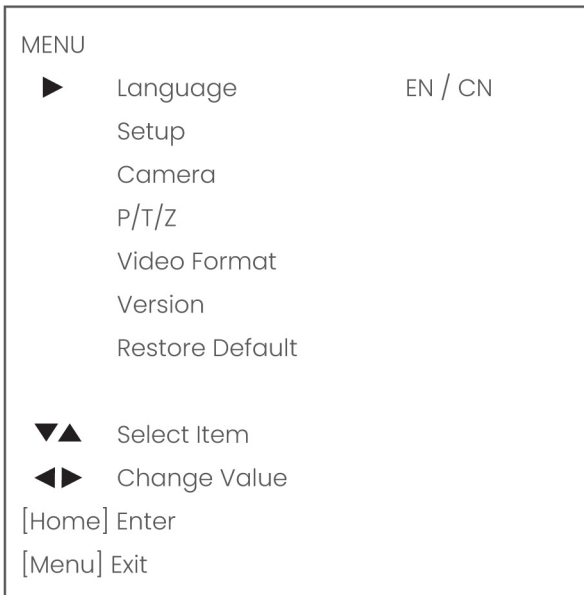 MENU
▶ Language EN / CN
Setup
Camera
P/T/Z
Video Format
Version
Restore Default
▼▲ Select Item
◀▶ Change Value
[Home] Enter
[Menu] Exit